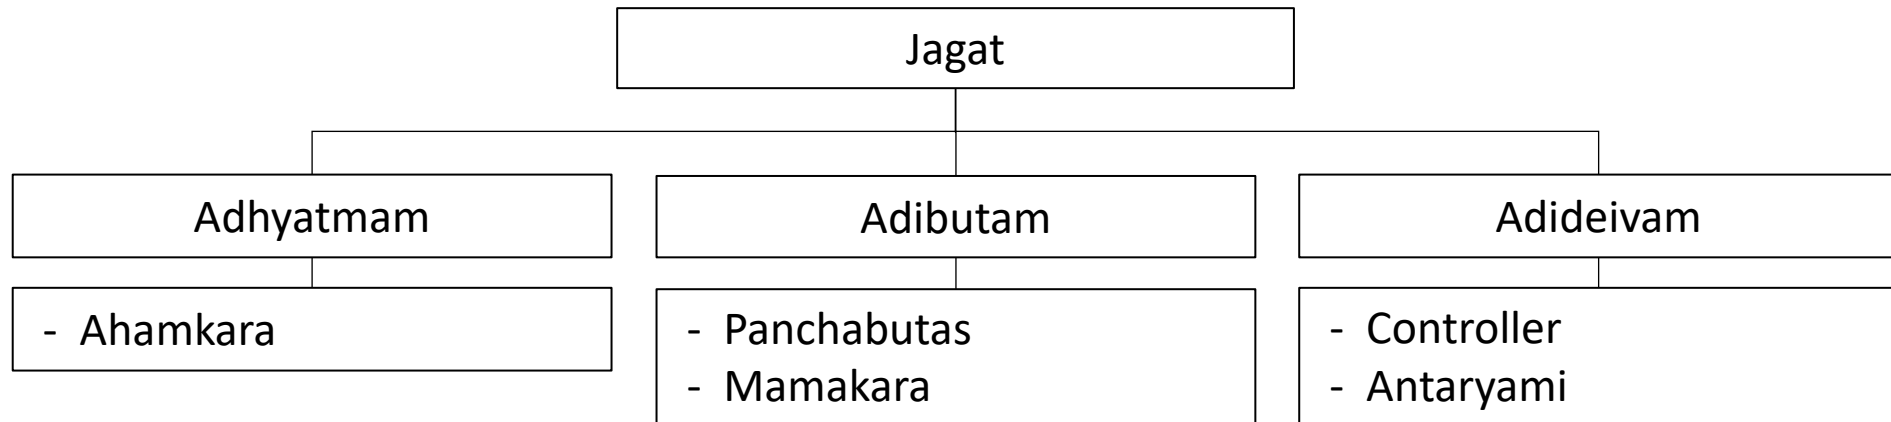 Jagat
Adhyatmam
Adibutam
Adideivam
- Ahamkara
- Panchabutas
- Mamakara
- Controller
- Antaryami